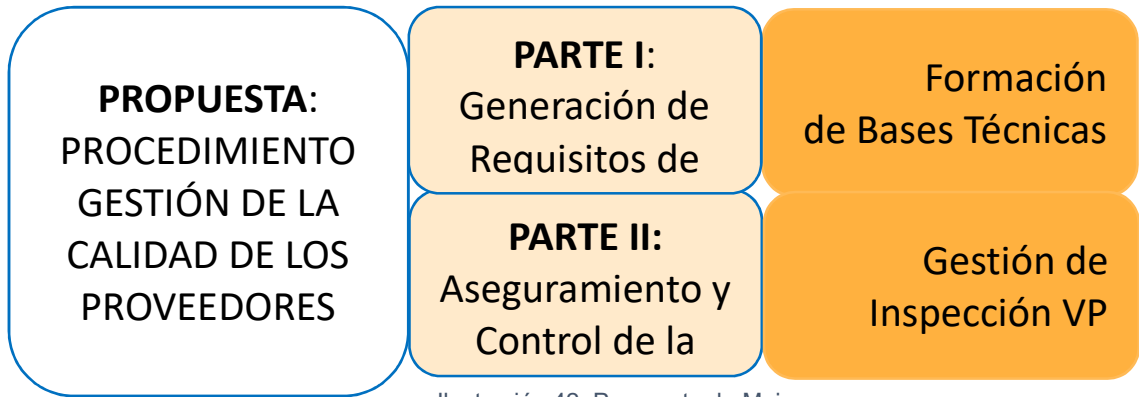 PROPUESTA:
PROCEDIMIENTO
GESTIÓN DE LA
CALIDAD DE LOS
PROVEEDORES
PARTE I:
Generación de
Requisitos de
Formación
de Bases Técnicas
PARTE II:
Aseguramiento y
Control de la
Gestión de
Inspección VP